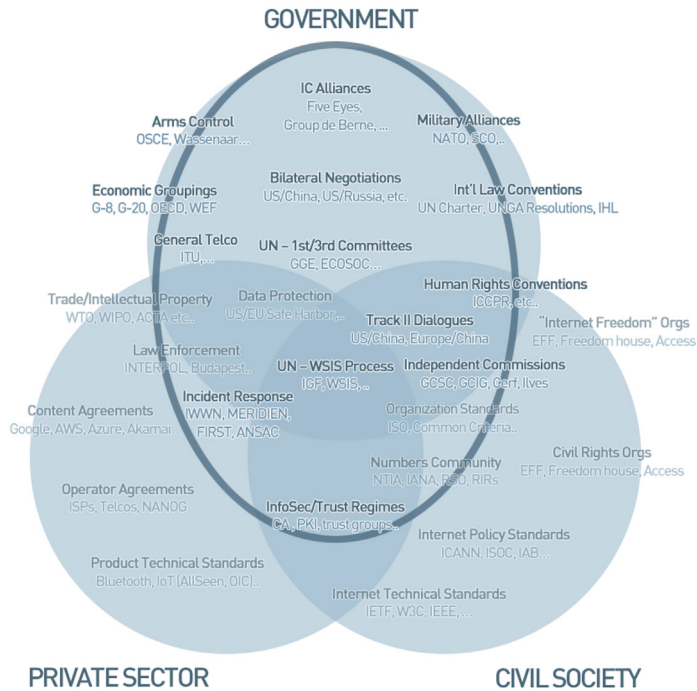 GOVERNMENT
IC Alliances
Five Eyes,
Group de Berne, ...
Arms Control
OSCE, Wassenaar...
Military Alliances
NATO, SCO,..
Bilateral Negotiations
US/China, US/Russia, etc.
Economic Groupings
G-8, G-20, OECD, WEF
Int'l Law Conventions
UN Charter, UNGA Resolutions, IHL
General Telco
ITU,...
UN – 1st/3rd Committees
GGE, ECOSOC...
Human Rights Conventions
ICCPR, etc..
Trade/Intellectual Property
WTO, WIPO, ACTA etc..
Data Protection
US/EU Safe Harbor,..
Track II Dialogues
US/China, Europe/China
"Internet Freedom" Orgs
EFF, Freedom house, Access
Law Enforcement
INTERPOL, Budapest..
UN – WSIS Process
IGF, WSIS, ..
Independent Commissions
GCSC, GCIG, Cerf, Ilves
Incident Response
IWWN, MERIDIEN,
FIRST, ANSAC
Content Agreements
Google, AWS, Azure, Akamai
Organization Standards
ISO, Common Criteria..
Civil Rights Orgs
EFF, Freedom house, Access
Numbers Community
NTIA, IANA, RSO, RIRs
Operator Agreements
ISPs, Telcos, NANOG
InfoSec/Trust Regimes
CA, PKI, trust groups..
Internet Policy Standards
ICANN, ISOC, IAB...
Product Technical Standards
Bluetooth, IoT (AllSeen, OIC)..
Internet Technical Standards
IETF, W3C, IEEE, ...
PRIVATE SECTOR
CIVIL SOCIETY